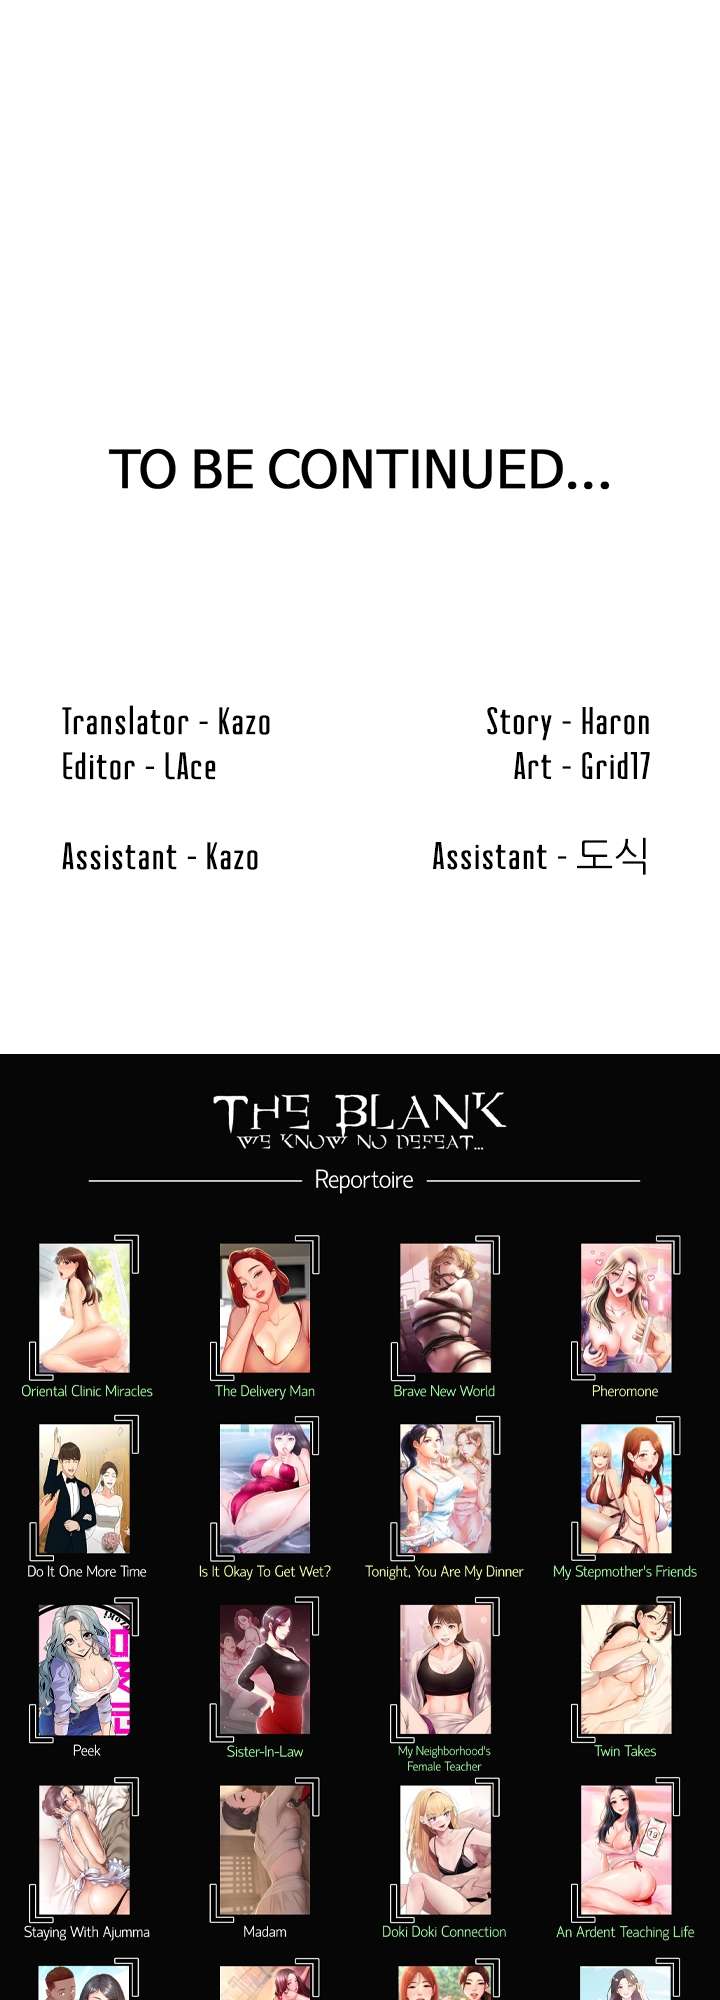 TO BE CONTINUED...
Translator - Kazo
Editor - LAce
Assistant - Kazo
Story - Haron
Art - Grid17
Assistant - 도식
THE BLANK
WE KNOW NO DEFEAT...
Reportoire
Oriental Clinic Miracles
The Delivery Man
Brave New World
Pheromone
Do It One More Time
Is It Okay To Get Wet?
Tonight, You Are My Dinner
My Stepmother's Friends
Peek
Sister-In-Law
My Neighborhood's
Female Teacher
Twin Takes
Staying With Ajumma
Madam
Doki Doki Connection
An Ardent Teaching Life